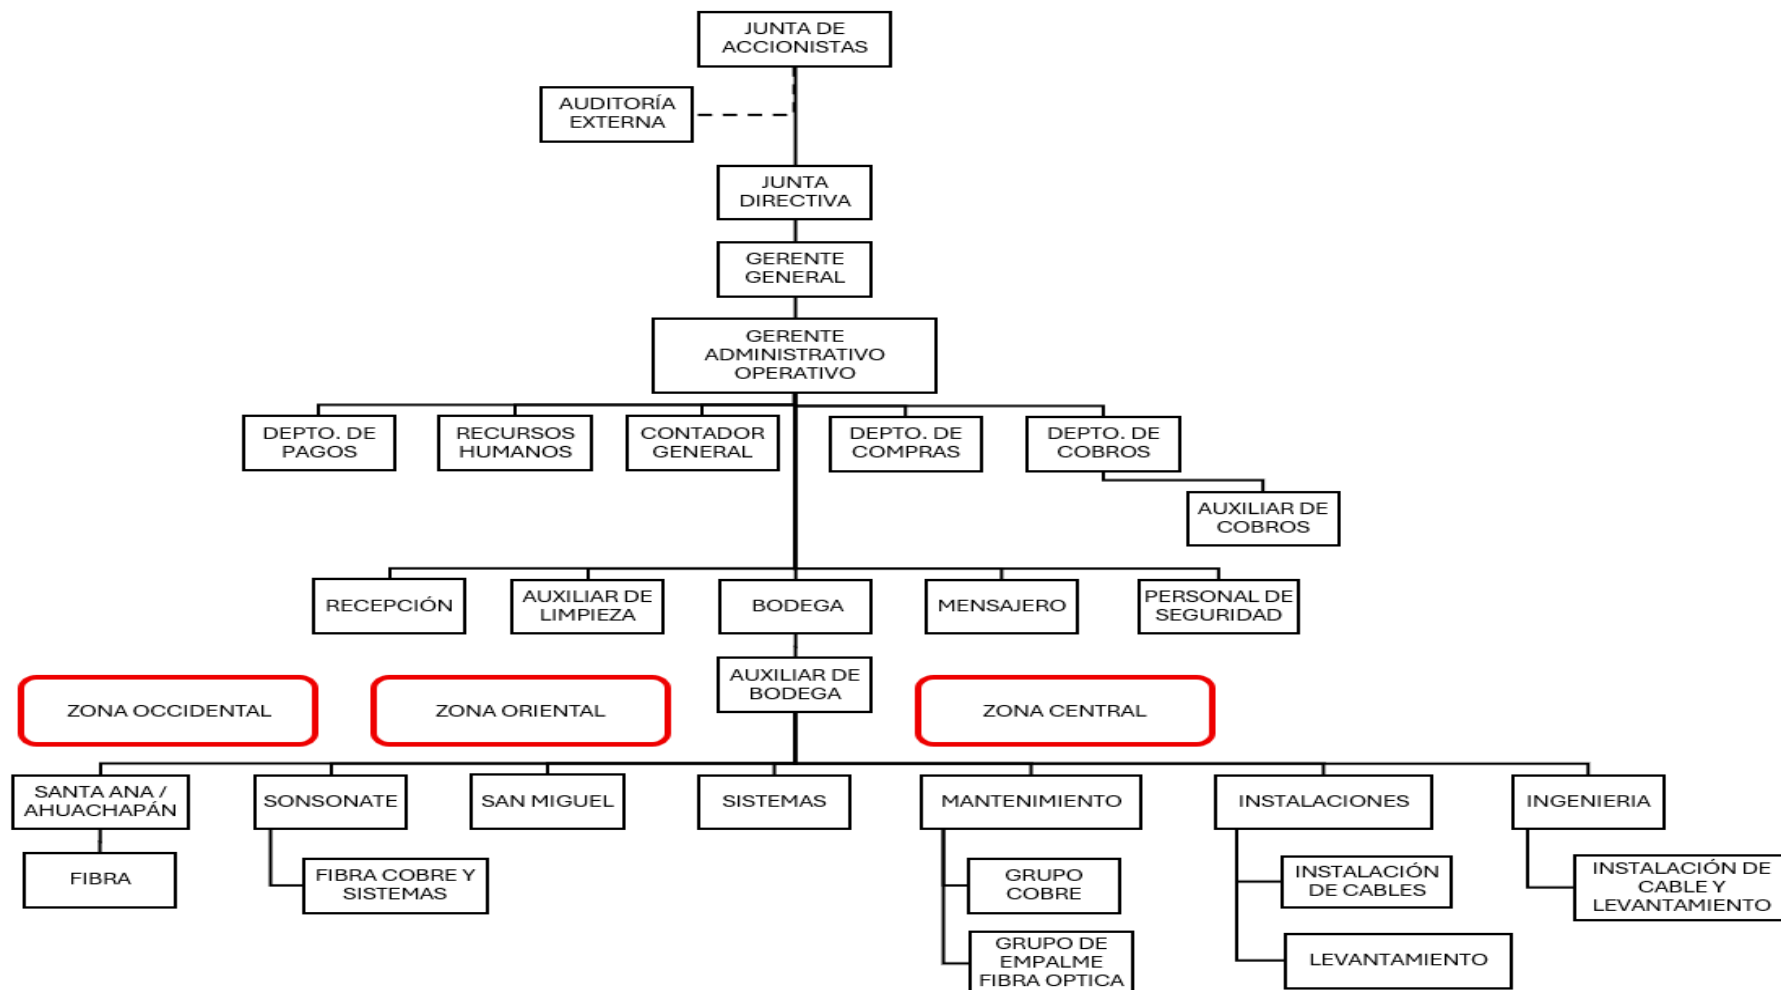 JUNTA DE
ACCIONISTAS
AUDITORÍA
EXTERNA
JUNTA
DIRECTIVA
GERENTE
GENERAL
GERENTE
ADMINISTRATIVO
OPERATIVO
DEPTO. DE
PAGOS
RECURSOS
HUMANOS
CONTADOR
GENERAL
DEPTO. DE
COMPRAS
DEPTO. DE
COBROS
AUXILIAR DE
COBROS
RECEPCIÓN
AUXILIAR DE
LIMPIEZA
BODEGA
MENSAJERO
PERSONAL DE
SEGURIDAD
AUXILIAR DE
BODEGA
ZONA OCCIDENTAL
ZONA ORIENTAL
ZONA CENTRAL
SANTA ANA /
AHUACHAPÁN
SONSONATE
SAN MIGUEL
SISTEMAS
MANTENIMIENTO
INSTALACIONES
INGENIERIA
FIBRA
FIBRA COBRE Y
SISTEMAS
GRUPO
COBRE
INSTALACIÓN
DE CABLES
INSTALACIÓN DE
CABLE Y
LEVANTAMIENTO
GRUPO DE
EMPALME
FIBRA OPTICA
LEVANTAMIENTO